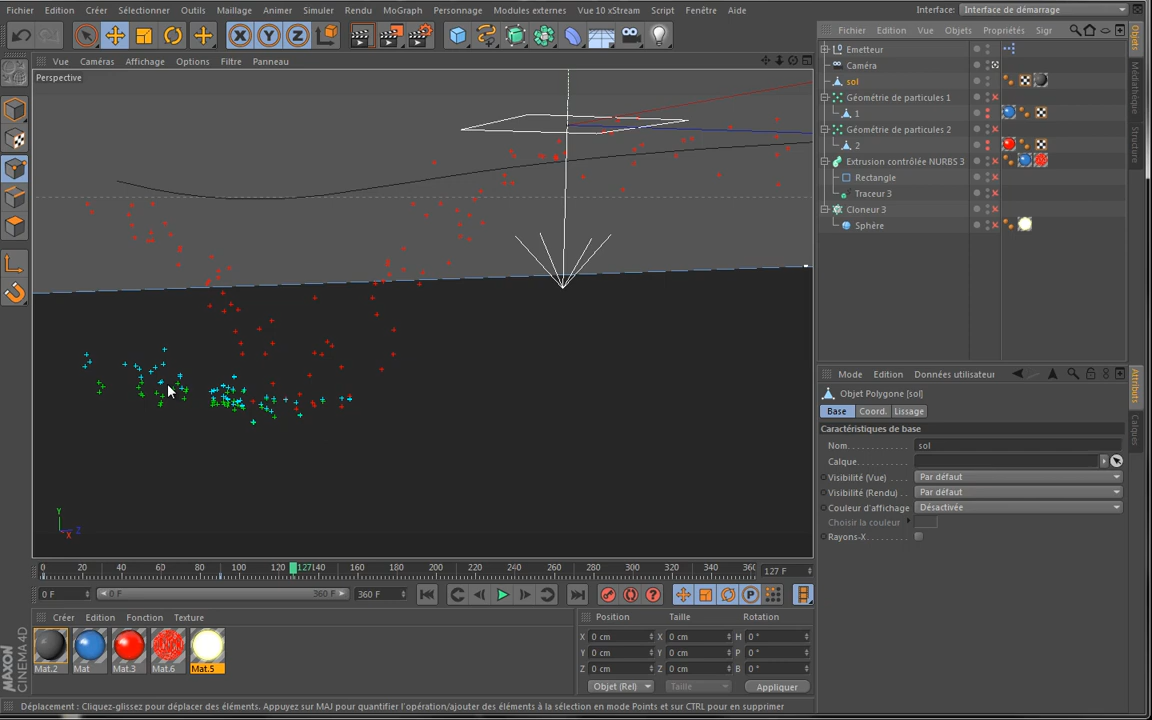 Fichier Edition Créer Sélectionner Outils Maillage Animer Simuler Rendu MoGraph Personnage Modules externes Vue 10 xStream Script Fenêtre Aide Interface: Interface de démarrage
X Y Z
Vue Caméras Affichage Options Filtre Panneau
Perspective
Y
X
Z
Fichier Edition Vue Objets Propriétés Sigr
Emetteur
Caméra
sol
Géométrie de particules 1
1
Géométrie de particules 2
2
Extrusion contrôlée NURBS 3
Rectangle
Traceur 3
Cloneur 3
Sphère
Objets
Médiathèque
Structure
Mode Edition Données utilisateur
Objet Polygone [sol]
Base Coord. Lissage
Caractéristiques de base
Nom. sol
Calque.
Visibilité (Vue) Par défaut
Visibilité (Rendu) Par défaut
Couleur d'affichage Désactivée
Choisir la couleur
Rayons-X.
Attributs
Calques
0 20 40 60 80 100 120 127 140 160 180 200 220 240 260 280 300 320 340 36( 127 F
0 F 0 F 360 F 360 F
P
Créer Edition Fonction Texture
Mat.2 Mat Mat.3 Mat.6 Mat.5
Position Taille Rotation
X 0 cm X 0 cm H 0 °
Y 0 cm Y 0 cm P 0 °
Z 0 cm Z 0 cm B 0 °
Objet (Rel) Taille Appliquer
MAXON
CINEMA 4D
Déplacement : Cliquez-glissez pour déplacer des éléments. Appuyez sur MAJ pour quantifier l'opération/ajouter des éléments à la sélection en mode Points et sur CTRL pour en supprimer